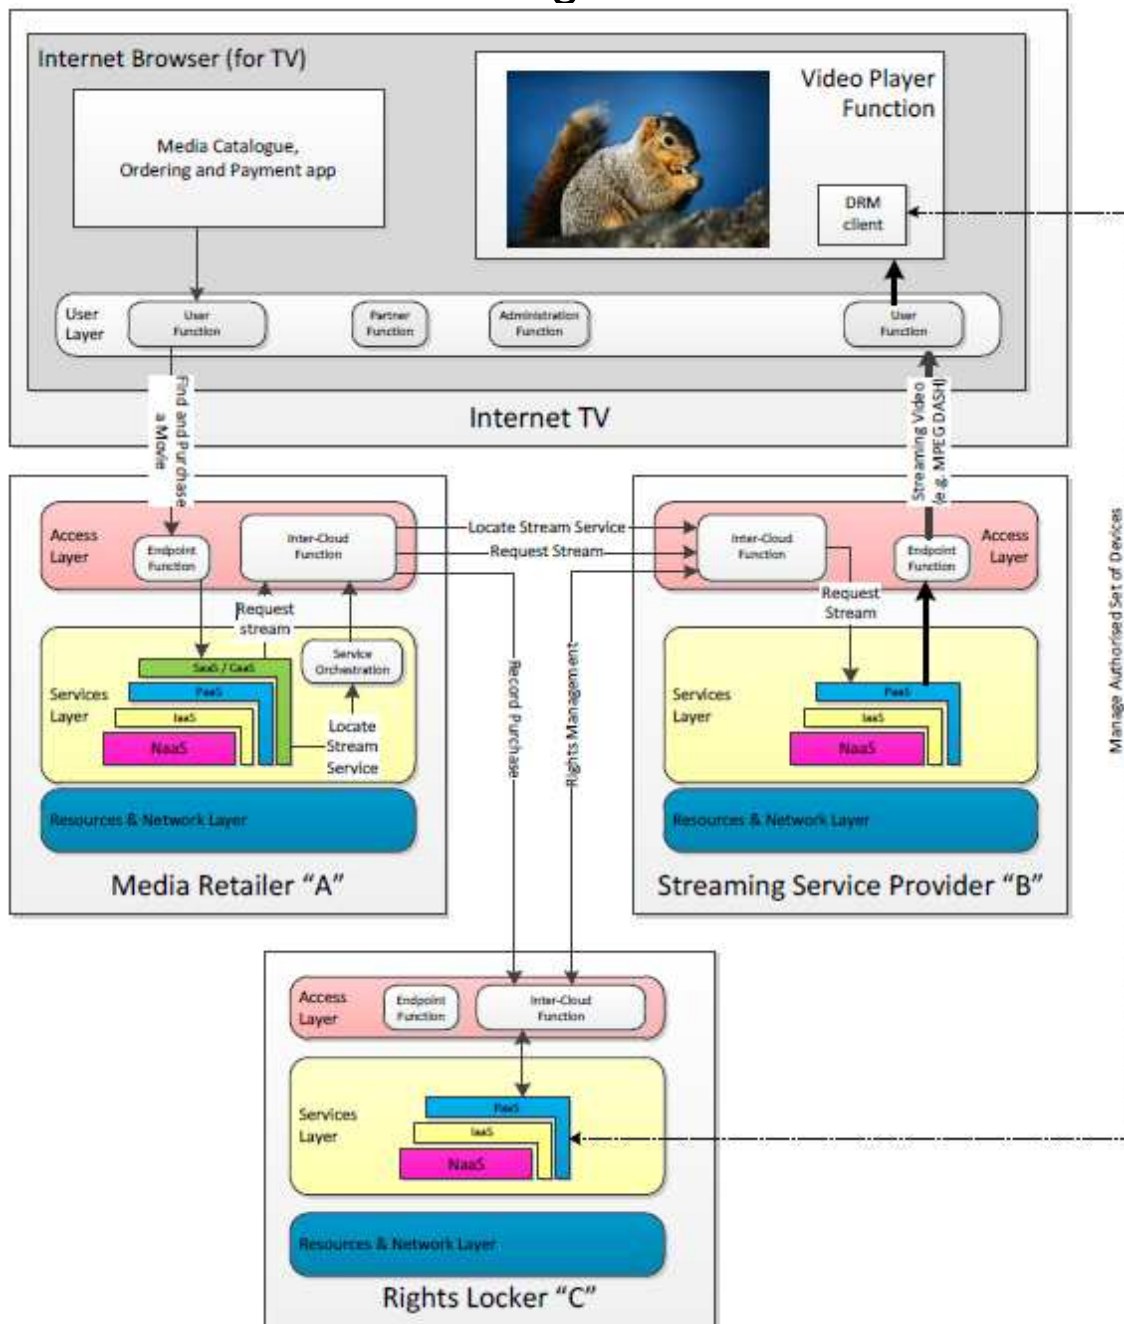 Internet Browser (for TV)
Media Catalogue,
Ordering and Payment app
Video Player
Function
DRM
client
User
Layer
User
Function
Partner
Function
Administration
Function
User
Function
Internet TV
Find and Purchase
a Movie
Streaming Video
(e.g. MPEG DASH)
Access
Layer
Endpoint
Function
Inter-Cloud
Function
Locate Stream Service
Request Stream
Inter-Cloud
Function
Endpoint
Function
Access
Layer
Request
stream
Request
Stream
Services
Layer
SaaS / CaaS
PaaS
IaaS
NaaS
Service
Orchestration
Locate
Stream
Service
Record Purchase
Rights Management
Services
Layer
PaaS
IaaS
NaaS
Manage Authorised Set of Devices
Resources & Network Layer
Resources & Network Layer
Media Retailer "A"
Streaming Service Provider "B"
Access
Layer
Endpoint
Function
Inter-Cloud
Function
Services
Layer
PaaS
IaaS
NaaS
Resources & Network Layer
Rights Locker "C"